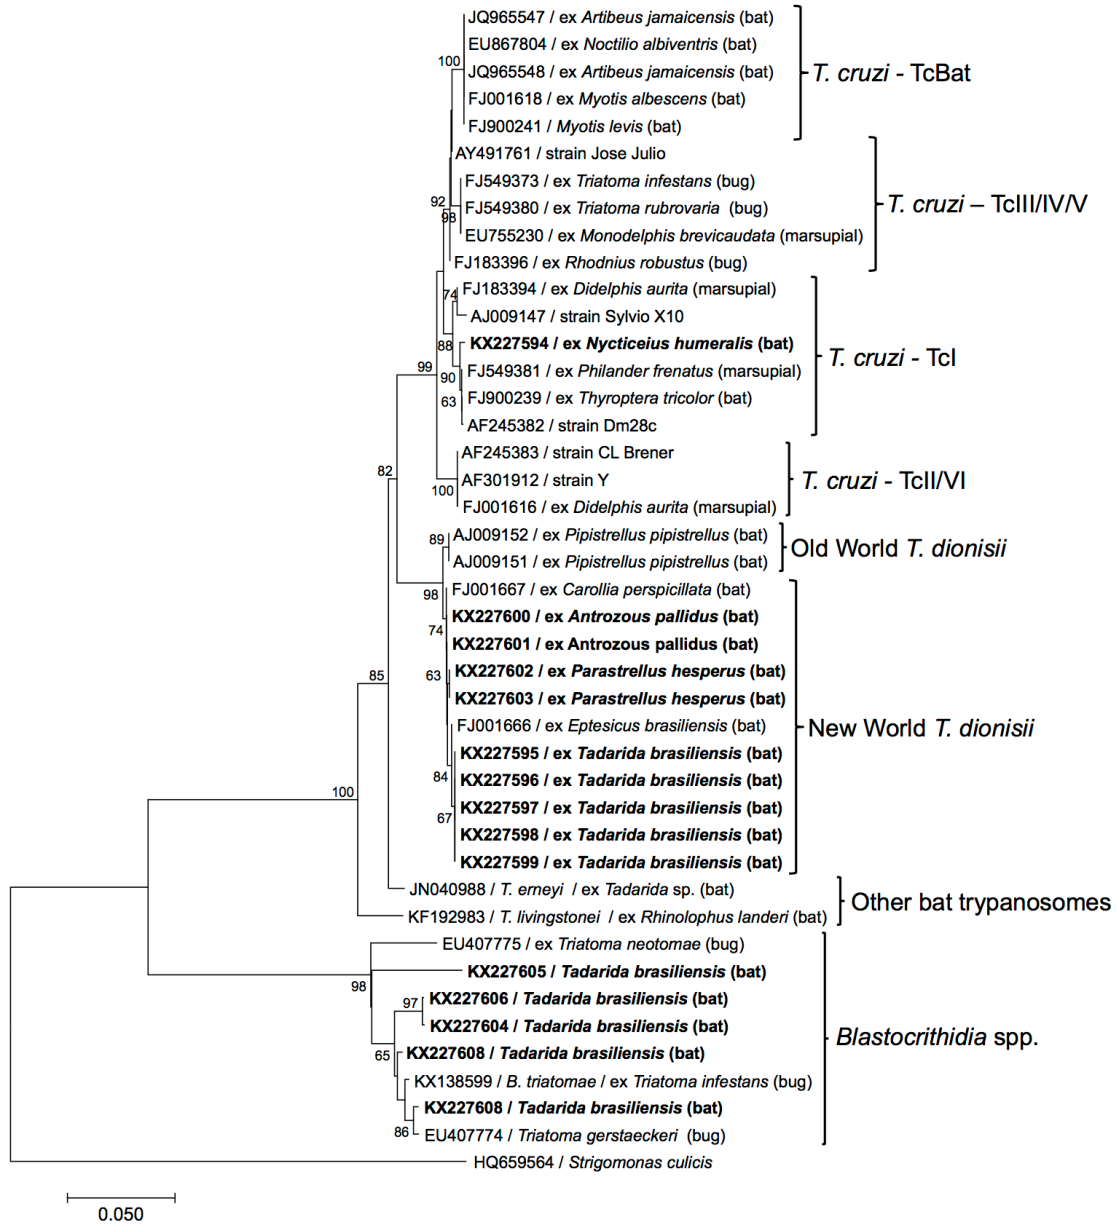 JQ965547 / ex Artibeus jamaicensis (bat)
EU867804 / ex Noctilio albiventris (bat)
100
JQ965548 / ex Artibeus jamaicensis (bat)
T. cruzi - TcBat
FJ001618 / ex Myotis albescens (bat)
FJ900241 / Myotis levis (bat)
AY491761 / strain Jose Julio
FJ549373 / ex Triatoma infestans (bug)
92
98
FJ549380 / ex Triatoma rubrovaria (bug)
T. cruzi – TcIII/IV/V
EU755230 / ex Monodelphis brevicaudata (marsupial)
FJ183396 / ex Rhodnius robustus (bug)
74
FJ183394 / ex Didelphis aurita (marsupial)
AJ009147 / strain Sylvio X10
88
KX227594 / ex Nycticeius humeralis (bat)
T. cruzi - TcI
99
90
FJ549381 / ex Philander frenatus (marsupial)
63
FJ900239 / ex Thyroptera tricolor (bat)
AF245382 / strain Dm28c
AF245383 / strain CL Brener
82
AF301912 / strain Y
T. cruzi - TcII/VI
100
FJ001616 / ex Didelphis aurita (marsupial)
89
AJ009152 / ex Pipistrellus pipistrellus (bat)
Old World T. dionisii
AJ009151 / ex Pipistrellus pipistrellus (bat)
98
FJ001667 / ex Carollia perspicillata (bat)
KX227600 / ex Antrozous pallidus (bat)
74
KX227601 / ex Antrozous pallidus (bat)
85
63
KX227602 / ex Parastrellus hesperus (bat)
KX227603 / ex Parastrellus hesperus (bat)
FJ001666 / ex Eptesicus brasiliensis (bat)
New World T. dionisii
KX227595 / ex Tadarida brasiliensis (bat)
84
KX227596 / ex Tadarida brasiliensis (bat)
100
KX227597 / ex Tadarida brasiliensis (bat)
67
KX227598 / ex Tadarida brasiliensis (bat)
KX227599 / ex Tadarida brasiliensis (bat)
JN040988 / T. erneyi / ex Tadarida sp. (bat)
Other bat trypanosomes
KF192983 / T. livingstonei / ex Rhinolophus landeri (bat)
EU407775 / ex Triatoma neotomae (bug)
98
KX227605 / Tadarida brasiliensis (bat)
97
KX227606 / Tadarida brasiliensis (bat)
KX227604 / Tadarida brasiliensis (bat)
Blastocrithidia spp.
65
KX227608 / Tadarida brasiliensis (bat)
KX138599 / B. triatomae / ex Triatoma infestans (bug)
KX227608 / Tadarida brasiliensis (bat)
86
EU407774 / Triatoma gerstaeckeri (bug)
HQ659564 / Strigomonas culicis
0.050